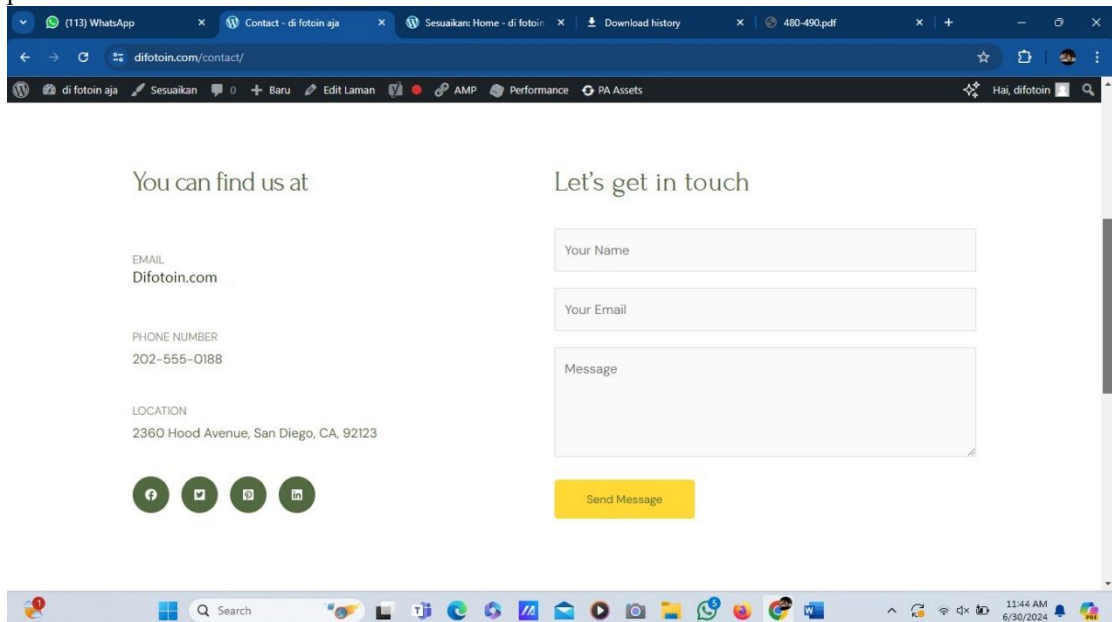 (113) WhatsApp
Contact - di fotoin aja
Sesuaikan: Home - di fotoin
Download history
480-490.pdf
difotoin.com/contact/
di fotoin aja
Sesuaikan
0
Baru
Edit Laman
AMP
Performance
PA Assets
Hai, difotoin
You can find us at
EMAIL
Difotoin.com
PHONE NUMBER
202-555-0188
LOCATION
2360 Hood Avenue, San Diego, CA, 92123
Let's get in touch
Your Name
Your Email
Message
Send Message
1
Search
5
11:44 AM
6/30/2024
PRE